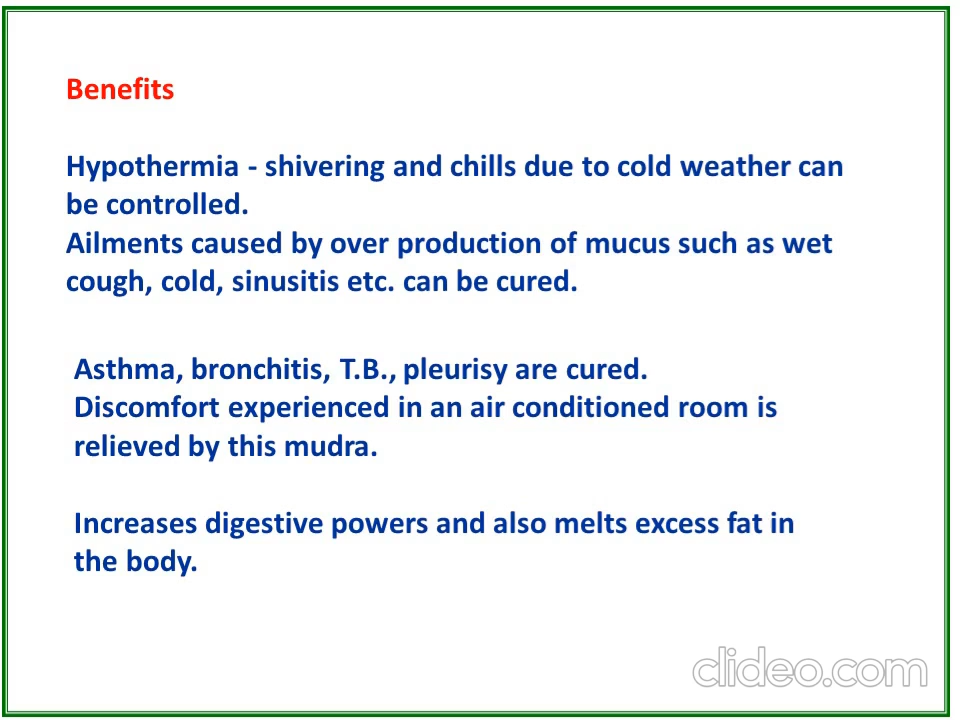 Benefits
Hypothermia - shivering and chills due to cold weather can
be controlled.
Ailments caused by over production of mucus such as wet
cough, cold, sinusitis etc. can be cured.
Asthma, bronchitis, T.B., pleurisy are cured.
Discomfort experienced in an air conditioned room is
relieved by this mudra.
Increases digestive powers and also melts excess fat in
the body.
clideo.com